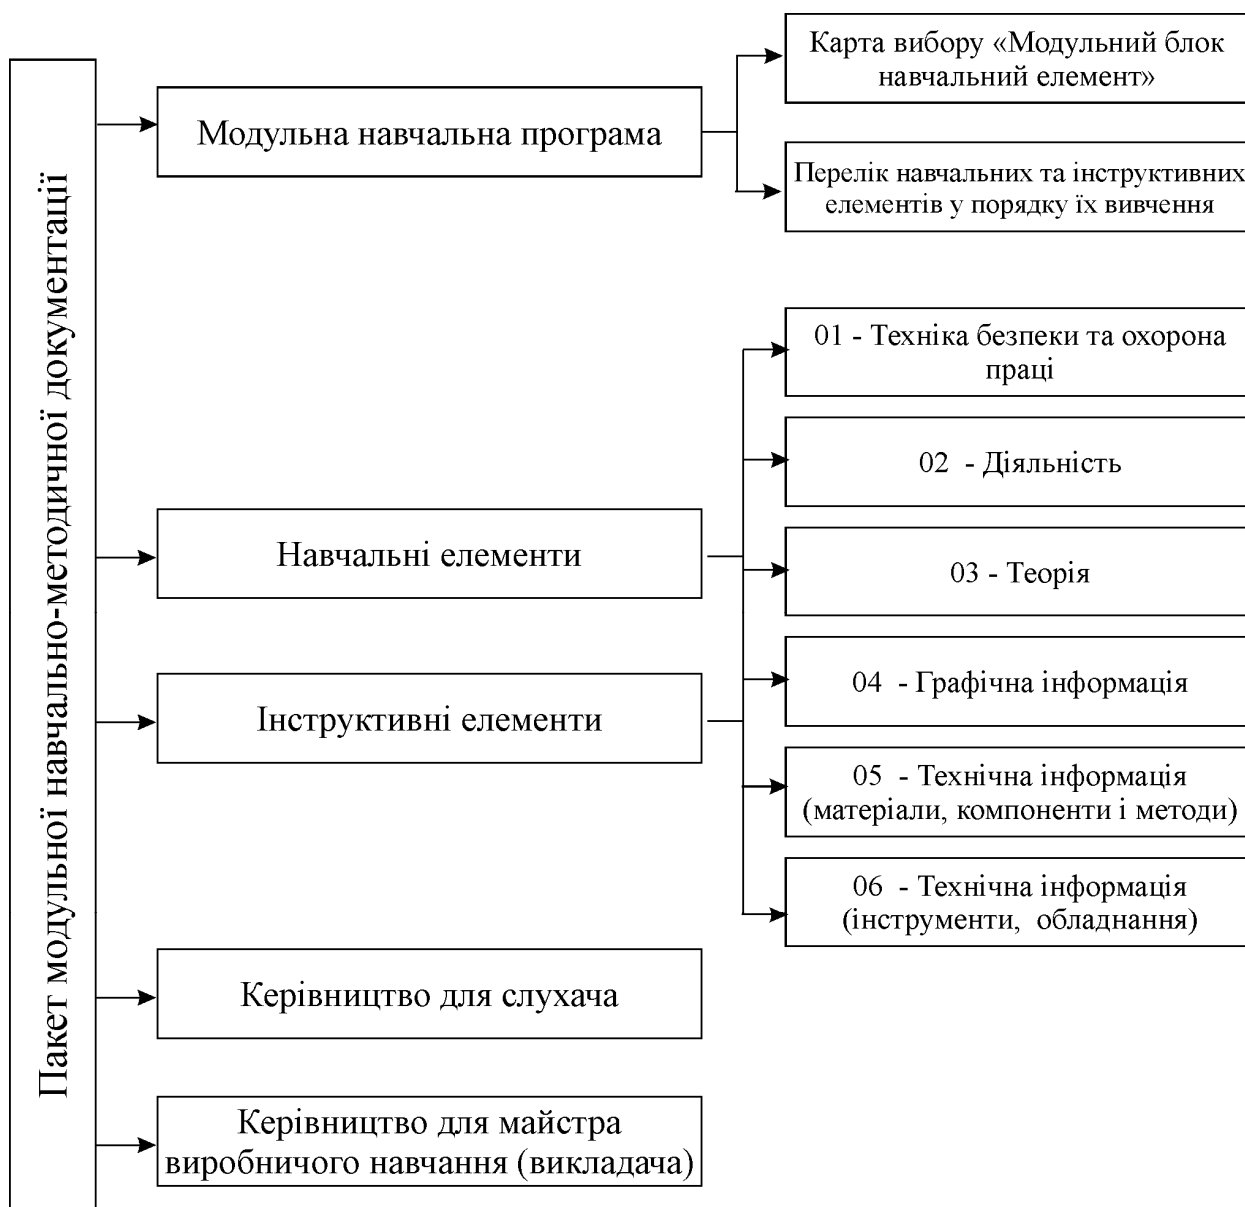 Пакет модульної навчально-методичної документації
Модульна навчальна програма
Карта вибору «Модульний блок
навчальний елемент»
Перелік навчальних та інструктивних
елементів у порядку їх вивчення
Навчальні елементи
Інструктивні елементи
01 - Техніка безпеки та охорона
праці
02 - Діяльність
03 - Теорія
04 - Графічна інформація
05 - Технічна інформація
(матеріали, компоненти і методи)
06 - Технічна інформація
(інструменти, обладнання)
Керівництво для слухача
Керівництво для майстра
виробничого навчання (викладача)